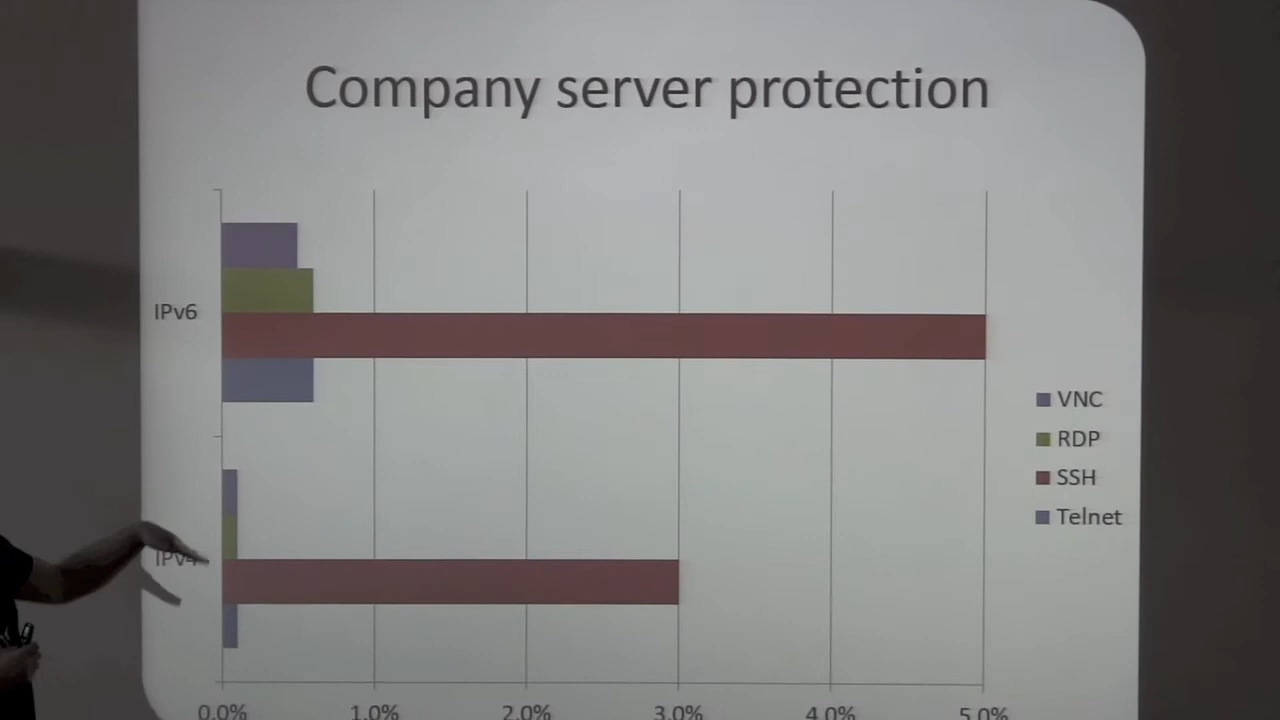 Company server protection
IPv6
VNC
RDP
SSH
Telnet
IPv4
0.0% 1.0% 2.0% 3.0% 4.0% 5.0%